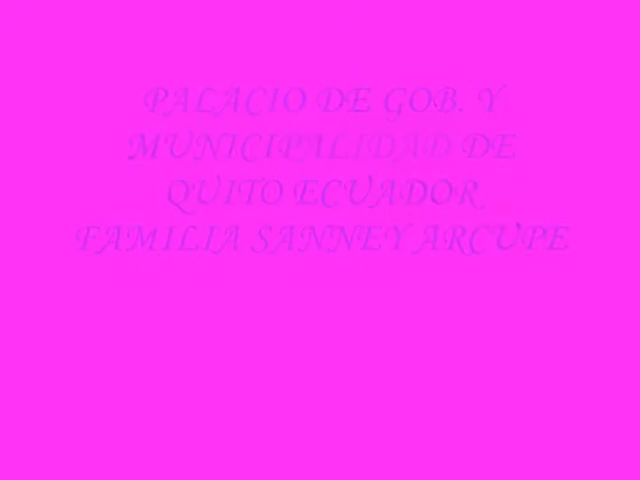 PALACIO DE GOB. Y
MUNICIPALIDAD DE
QUITO ECUADOR
FAMILIA SANNEY ARCUPE